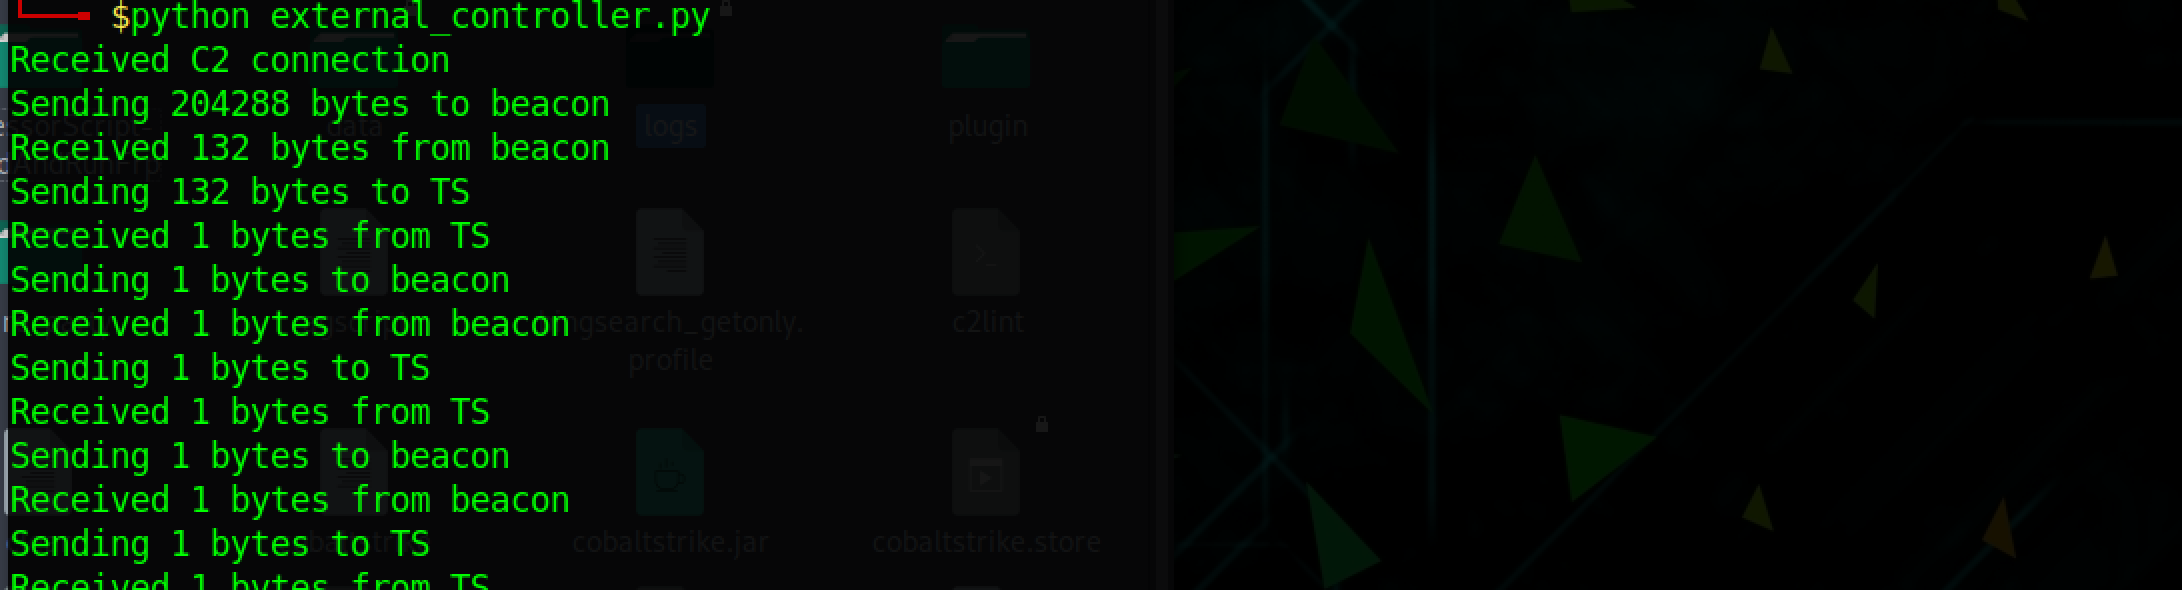 $python external_controller.py
Received C2 connection
Sending 204288 bytes to beacon
Received 132 bytes from beacon
Sending 132 bytes to TS
Received 1 bytes from TS
Sending 1 bytes to beacon
Received 1 bytes from beacon
Sending 1 bytes to TS
Received 1 bytes from TS
Sending 1 bytes to beacon
Received 1 bytes from beacon
Sending 1 bytes to TS
Received 1 bytes from TS
data
logs
plugin
profile
c2lint
cobaltstrike.jar
cobaltstrike.store